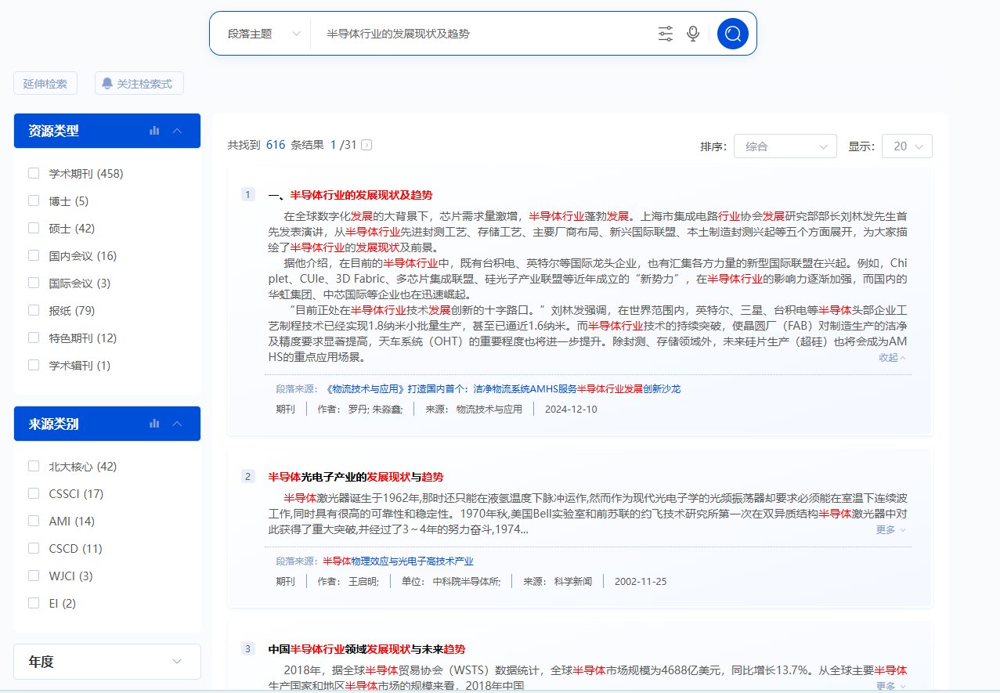 段落主题 半导体行业的发展现状及趋势
延伸检索 关注检索式
资源类型
学术期刊 (458)
博士 (5)
硕士 (42)
国内会议 (16)
国际会议 (3)
报纸 (79)
特色期刊 (12)
学术辑刊 (1)
来源类别
北大核心 (42)
CSSCI (17)
AMI (14)
CSCD (11)
WJCI (3)
EI (2)
年度
共找到 616 条结果 1 /31
排序： 综合 显示： 20
1 一、半导体行业的发展现状及趋势
在全球数字化发展的大背景下，芯片需求量激增，半导体行业蓬勃发展。上海市集成电路行业协会发展研究部部长刘林发先生首
先发表演讲，从半导体行业先进封测工艺、存储工艺、主要厂商布局、新兴国际联盟、本土制造封测兴起等五个方面展开，为大家描
绘了半导体行业的发展现状及前景。
据他介绍，在目前的半导体行业中，既有台积电、英特尔等国际龙头企业，也有汇集各方力量的新型国际联盟在兴起。例如，Chi
plet、CUIe、3D Fabric、多芯片集成联盟、硅光子产业联盟等近年成立的“新势力”，在半导体行业的影响力逐渐加强，而国内的
华虹集团、中芯国际等企业也在迅速崛起。
“目前正处在半导体行业技术发展创新的十字路口。”刘林发强调，在世界范围内，英特尔、三星、台积电等半导体头部企业工
艺制程技术已经实现1.8纳米小批量生产，甚至已逼近1.6纳米。而半导体行业技术的持续突破，使晶圆厂（FAB）对制造生产的洁净
及精度要求显著提高，天车系统（OHT）的重要程度也将进一步提升。除封测、存储领域外，未来硅片生产（超硅）也将会成为AM
HS的重点应用场景。 收起
段落来源：《物流技术与应用》打造国内首个：洁净物流系统AMHS服务半导体行业发展创新沙龙
期刊 作者： 罗丹; 朱淼鑫; 来源： 物流技术与应用 2024-12-10
2 半导体光电子产业的发展现状与趋势
半导体激光器诞生于1962年,那时还只能在液氦温度下脉冲运作,然而作为现代光电子学的光频振荡器却要求必须能在室温下连续波
工作,同时具有很高的可靠性和稳定性。1970年秋,美国Bell实验室和前苏联的约飞技术研究所第一次在双异质结构半导体激光器中对
此获得了重大突破,并经过了3～4年的努力奋斗,1974... 更多
段落来源：半导体物理效应与光电子高技术产业
期刊 作者： 王启明; 单位： 中科院半导体所; 来源： 科学新闻 2002-11-25
3 中国半导体行业领域发展现状与未来趋势
2018年，据全球半导体贸易协会（WSTS）数据统计，全球半导体市场规模为4688亿美元，同比增长13.7%。从全球主要半导体
生产国家和地区半导体市场的规模来看，2018年中国 更多